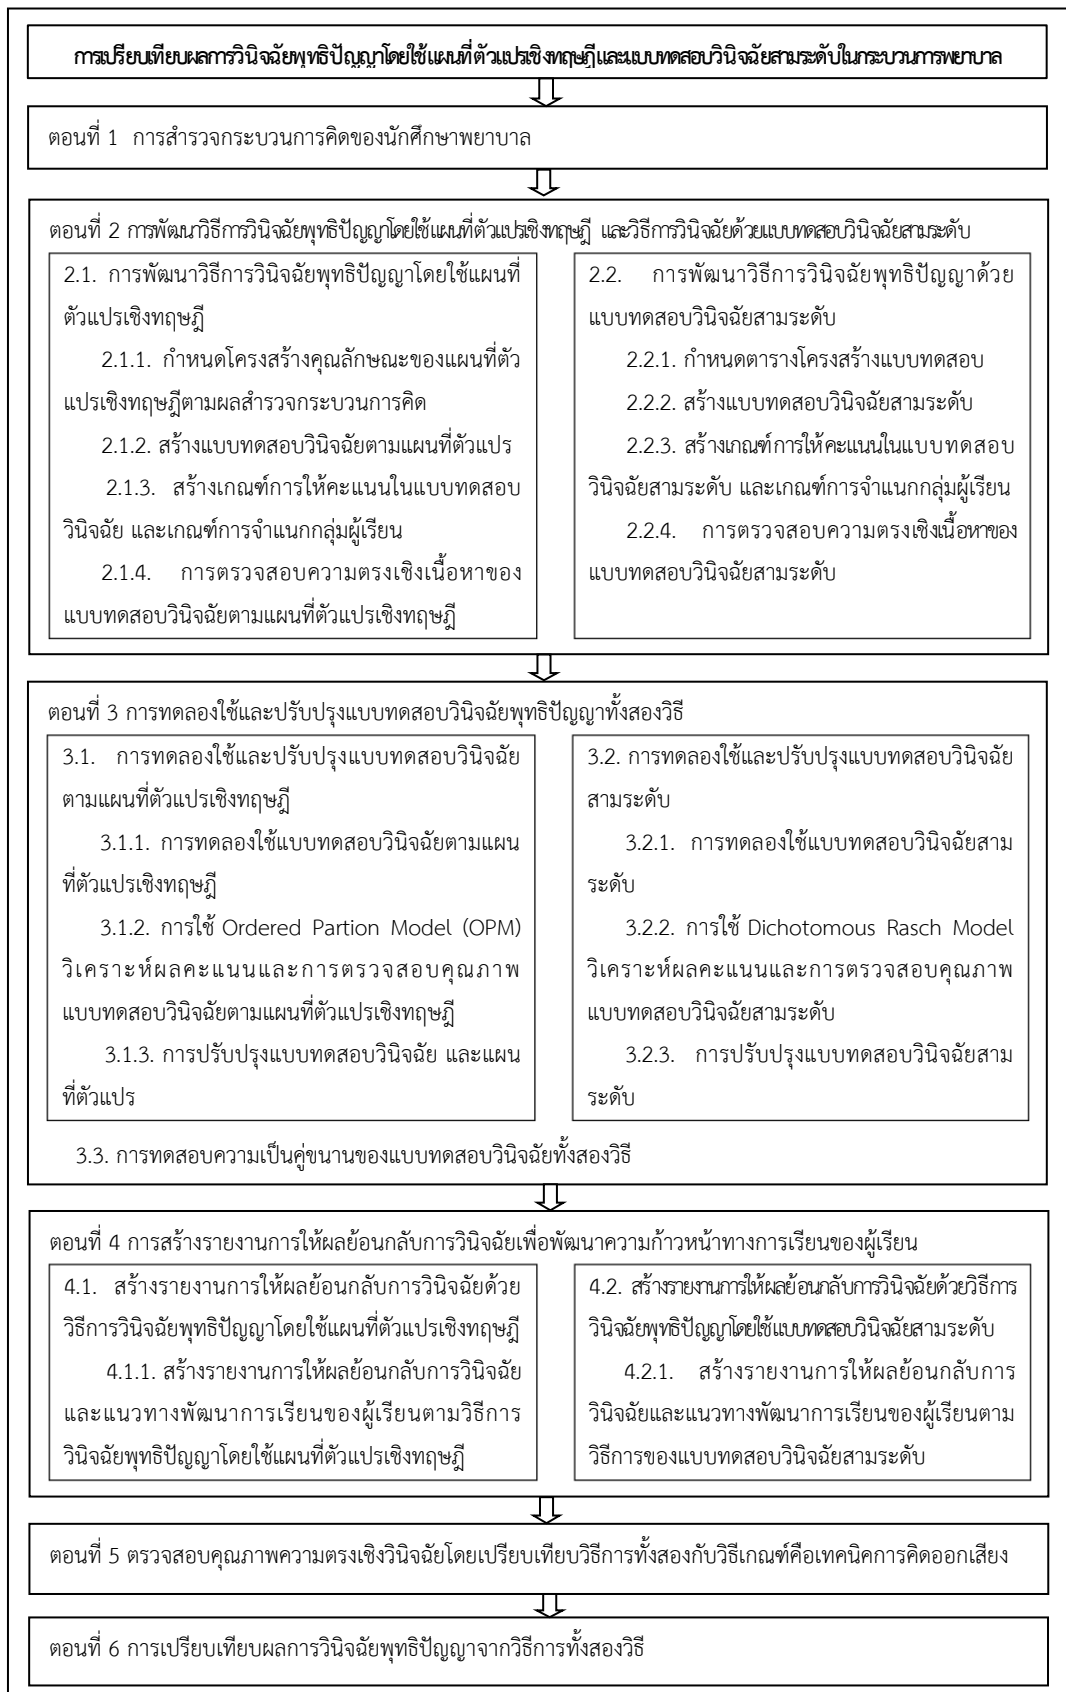 การเปรียบเทียบผลการวินิจฉัยพุทธิปัญญาโดยใช้แผนที่ตัวแปรเชิงทฤษฎีและแบบทดสอบวินิจฉัยสามระดับในกระบวนการพยาบาล
ตอนที่ 1 การสำรวจกระบวนการคิดของนักศึกษาพยาบาล
ตอนที่ 2 การพัฒนาวิธีการวินิจฉัยพุทธิปัญญาโดยใช้แผนที่ตัวแปรเชิงทฤษฎี และวิธีการวินิจฉัยด้วยแบบทดสอบวินิจฉัยสามระดับ
2.1. การพัฒนาวิธีการวินิจฉัยพุทธิปัญญาโดยใช้แผนที่
ตัวแปรเชิงทฤษฎี
2.1.1. กำหนดโครงสร้างคุณลักษณะของแผนที่ตัว
แปรเชิงทฤษฎีตามผลสำรวจกระบวนการคิด
2.1.2. สร้างแบบทดสอบวินิจฉัยตามแผนที่ตัวแปร
2.1.3. สร้างเกณฑ์การให้คะแนนในแบบทดสอบ
วินิจฉัย และเกณฑ์การจำแนกกลุ่มผู้เรียน
2.1.4. การตรวจสอบความตรงเชิงเนื้อหาของ
แบบทดสอบวินิจฉัยตามแผนที่ตัวแปรเชิงทฤษฎี
2.2. การพัฒนาวิธีการวินิจฉัยพุทธิปัญญาด้วย
แบบทดสอบวินิจฉัยสามระดับ
2.2.1. กำหนดตารางโครงสร้างแบบทดสอบ
2.2.2. สร้างแบบทดสอบวินิจฉัยสามระดับ
2.2.3. สร้างเกณฑ์การให้คะแนนในแบบทดสอบ
วินิจฉัยสามระดับ และเกณฑ์การจำแนกกลุ่มผู้เรียน
2.2.4. การตรวจสอบความตรงเชิงเนื้อหาของ
แบบทดสอบวินิจฉัยสามระดับ
ตอนที่ 3 การทดลองใช้และปรับปรุงแบบทดสอบวินิจฉัยพุทธิปัญญาทั้งสองวิธี
3.1. การทดลองใช้และปรับปรุงแบบทดสอบวินิจฉัย
ตามแผนที่ตัวแปรเชิงทฤษฎี
3.1.1. การทดลองใช้แบบทดสอบวินิจฉัยตามแผน
ที่ตัวแปรเชิงทฤษฎี
3.1.2. การใช้ Ordered Partion Model (OPM)
วิเคราะห์ผลคะแนนและการตรวจสอบคุณภาพ
แบบทดสอบวินิจฉัยตามแผนที่ตัวแปรเชิงทฤษฎี
3.1.3. การปรับปรุงแบบทดสอบวินิจฉัย และแผน
ที่ตัวแปร
3.2. การทดลองใช้และปรับปรุงแบบทดสอบวินิจฉัย
สามระดับ
3.2.1. การทดลองใช้แบบทดสอบวินิจฉัยสาม
ระดับ
3.2.2. การใช้ Dichotomous Rasch Model
วิเคราะห์ผลคะแนนและการตรวจสอบคุณภาพ
แบบทดสอบวินิจฉัยสามระดับ
3.2.3. การปรับปรุงแบบทดสอบวินิจฉัยสาม
ระดับ
3.3. การทดสอบความเป็นคู่ขนานของแบบทดสอบวินิจฉัยทั้งสองวิธี
ตอนที่ 4 การสร้างรายงานการให้ผลย้อนกลับการวินิจฉัยเพื่อพัฒนาความก้าวหน้าทางการเรียนของผู้เรียน
4.1. สร้างรายงานการให้ผลย้อนกลับการวินิจฉัยด้วย
วิธีการวินิจฉัยพุทธิปัญญาโดยใช้แผนที่ตัวแปรเชิงทฤษฎี
4.1.1. สร้างรายงานการให้ผลย้อนกลับการวินิจฉัย
และแนวทางพัฒนาการเรียนของผู้เรียนตามวิธีการ
วินิจฉัยพุทธิปัญญาโดยใช้แผนที่ตัวแปรเชิงทฤษฎี
4.2. สร้างรายงานการให้ผลย้อนกลับการวินิจฉัยด้วยวิธีการ
วินิจฉัยพุทธิปัญญาโดยใช้แบบทดสอบวินิจฉัยสามระดับ
4.2.1. สร้างรายงานการให้ผลย้อนกลับการ
วินิจฉัยและแนวทางพัฒนาการเรียนของผู้เรียนตาม
วิธีการของแบบทดสอบวินิจฉัยสามระดับ
ตอนที่ 5 ตรวจสอบคุณภาพความตรงเชิงวินิจฉัยโดยเปรียบเทียบวิธีการทั้งสองกับวิธีเกณฑ์คือเทคนิคการคิดออกเสียง
ตอนที่ 6 การเปรียบเทียบผลการวินิจฉัยพุทธิปัญญาจากวิธีการทั้งสองวิธี